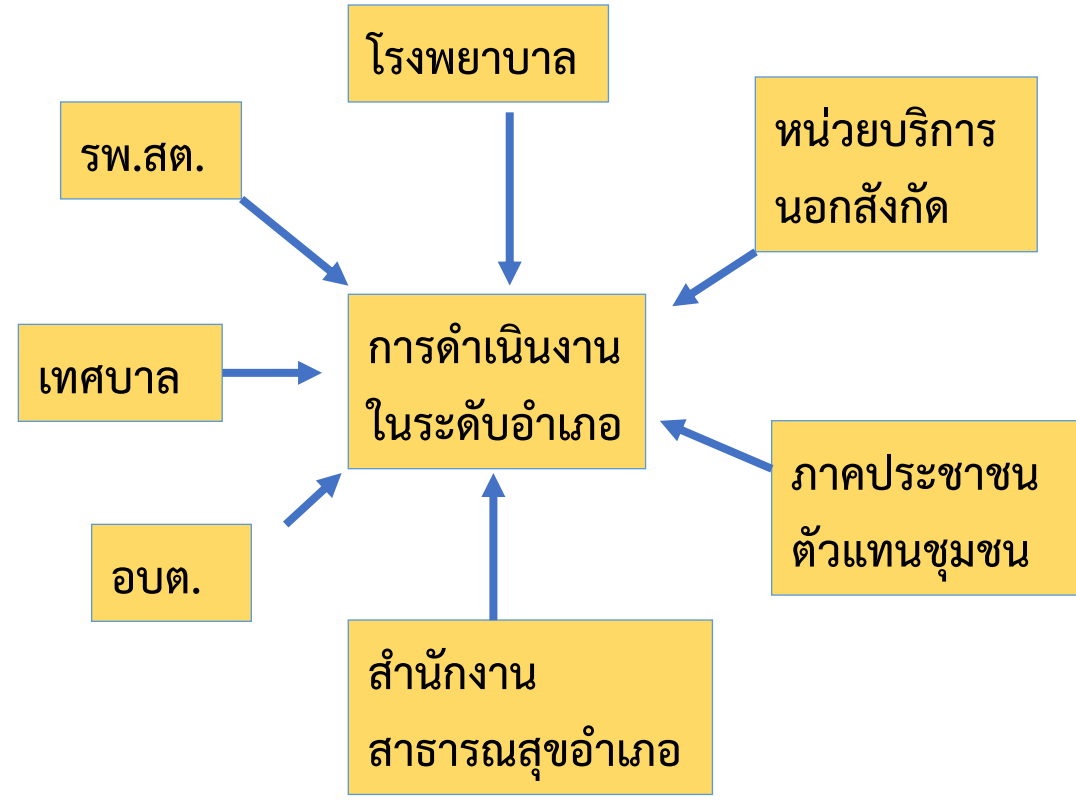 โรงพยาบาล
รพ.สต.
หน่วยบริการ
นอกสังกัด
การดำเนินงาน
ในระดับอำเภอ
เทศบาล
ภาคประชาชน
ตัวแทนชุมชน
อบต.
สำนักงาน
สาธารณสุขอำเภอ